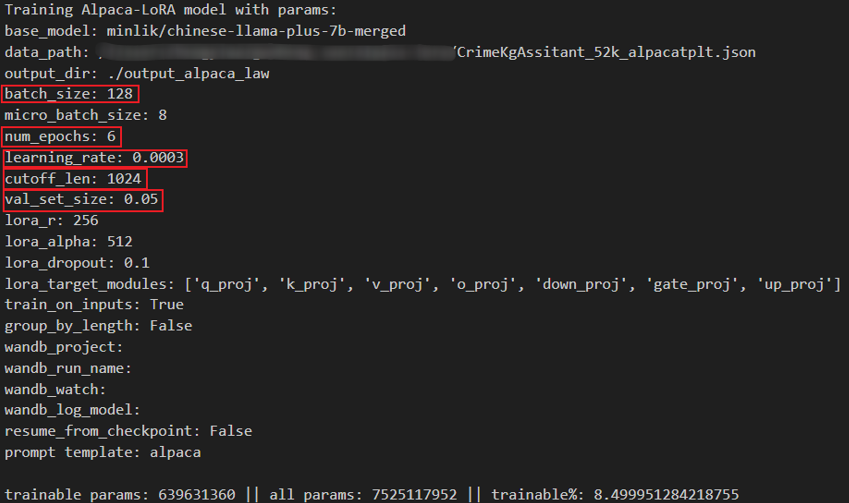 Training Alpaca-LoRA model with params:
base_model: minlik/chinese-llama-plus-7b-merged
data_path: /CrimeKgAssitant_52k_alpacatplt.json
output_dir: ./output_alpaca_law
batch_size: 128
micro_batch_size: 8
num_epochs: 6
learning_rate: 0.0003
cutoff_len: 1024
val_set_size: 0.05
lora_r: 256
lora_alpha: 512
lora_dropout: 0.1
lora_target_modules: ['q_proj', 'k_proj', 'v_proj', 'o_proj', 'down_proj', 'gate_proj', 'up_proj']
train_on_inputs: True
group_by_length: False
wandb_project:
wandb_run_name:
wandb_watch:
wandb_log_model:
resume_from_checkpoint: False
prompt template: alpaca
trainable params: 639631360 || all params: 7525117952 || trainable%: 8.499951284218755